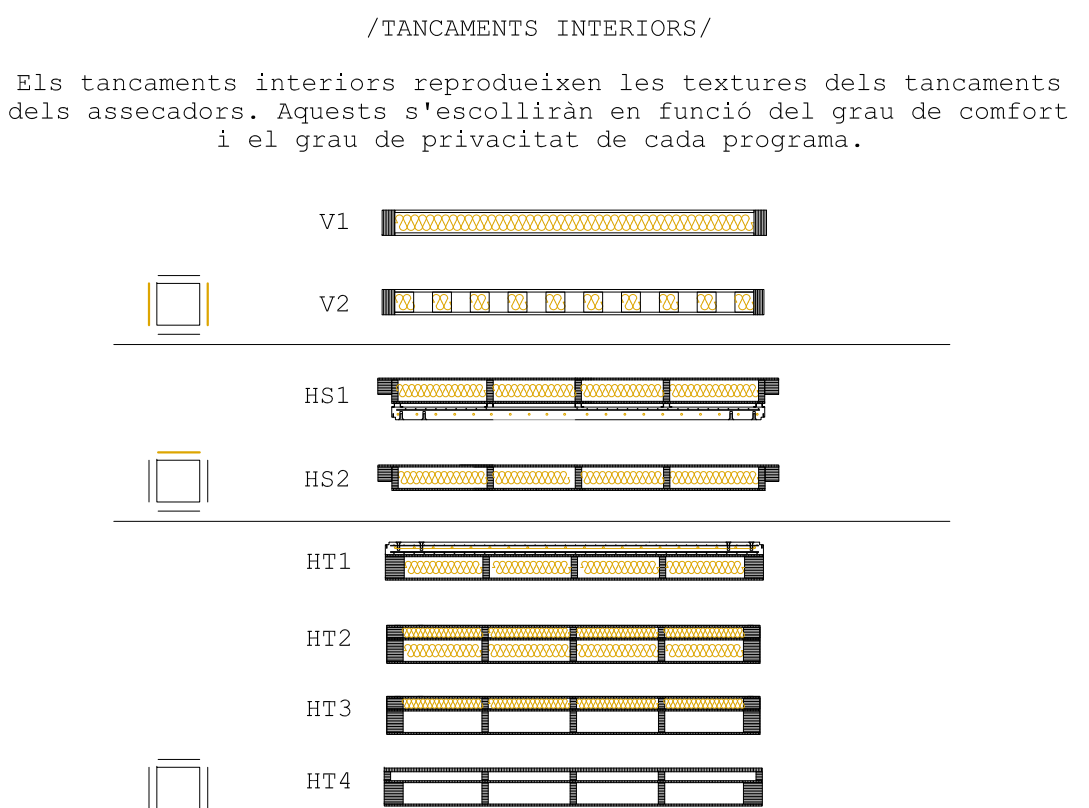 /TANCAMENTS INTERIORS/
Els tancaments interiors reprodueixen les textures dels tancaments
dels assecadors. Aquests s'escolliràn en funció del grau de comfort
i el grau de privacitat de cada programa.
V1
V2
HS1
HS2
HT1
HT2
HT3
HT4